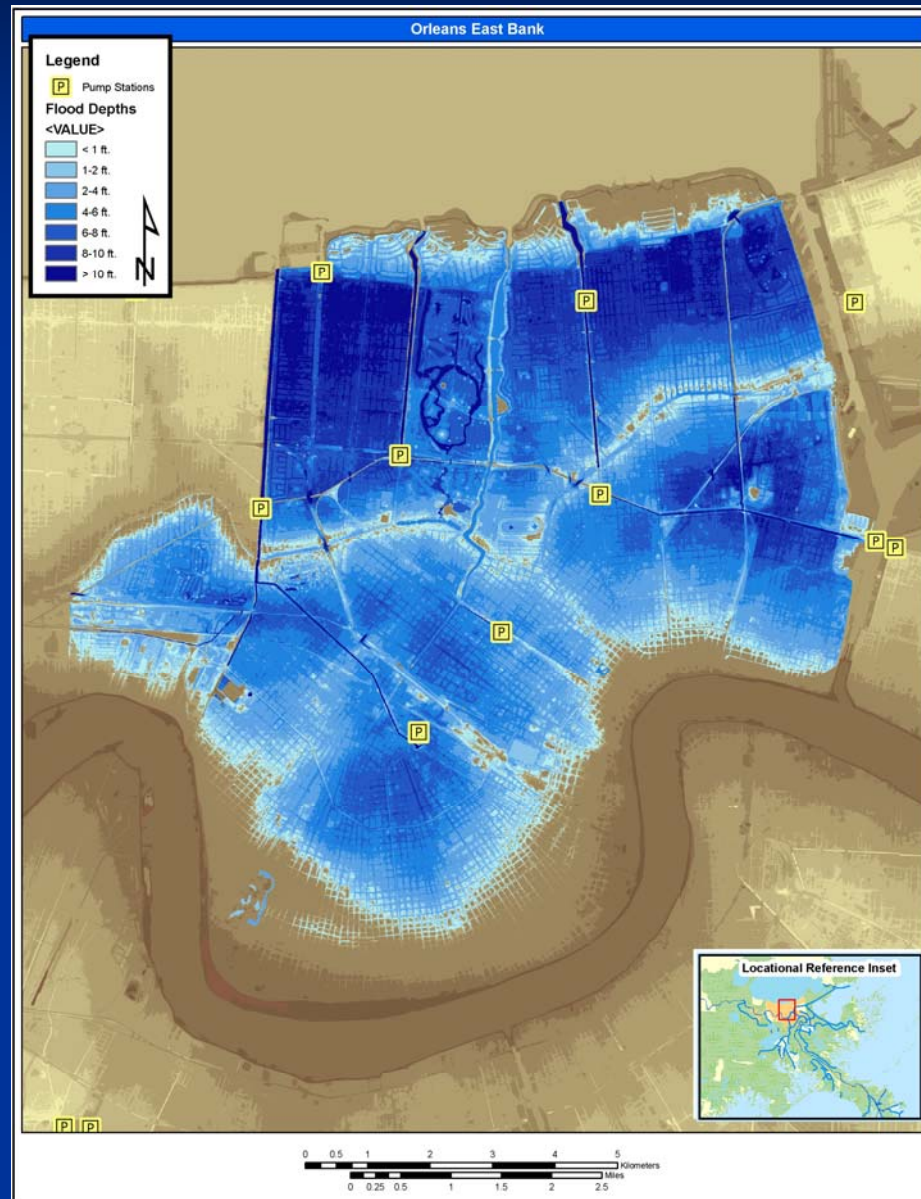 Orleans East Bank
Legend
P Pump Stations
Flood Depths
<VALUE>
< 1 ft.
1-2 ft.
2-4 ft.
4-6 ft.
6-8 ft.
8-10 ft.
> 10 ft.
N
P
P
P
P
P
P
P
P
P
P
P P
Locational Reference Inset
0 0.5 1 2 3 4 5
Kilometers
0 0.25 0.5 1 1.5 2 2.5
Miles